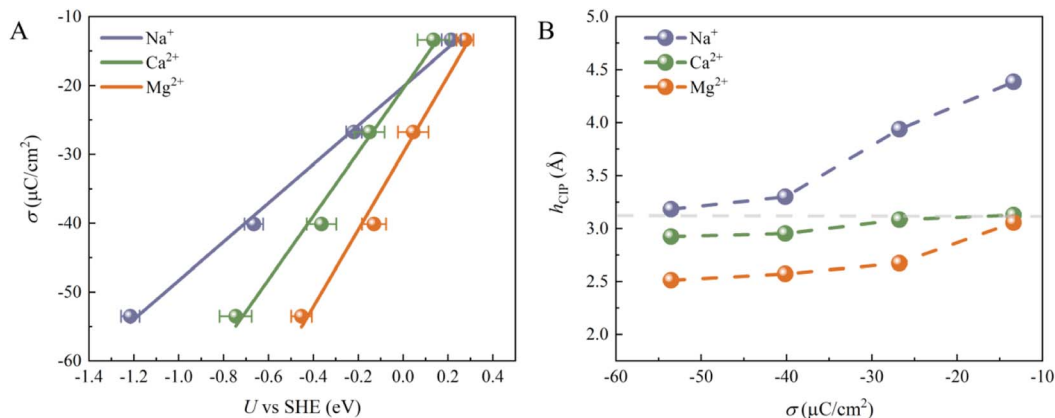 A
-10
-20
-30
-40
-50
-60
σ (μC/cm²)
Na⁺
Ca²⁺
Mg²⁺
-1.4 -1.2 -1.0 -0.8 -0.6 -0.4 -0.2 0.0 0.2 0.4
U vs SHE (eV)
B
5.0
4.5
4.0
3.5
3.0
2.5
2.0
h_CIP (Å)
Na⁺
Ca²⁺
Mg²⁺
-60 -50 -40 -30 -20 -10
σ (μC/cm²)